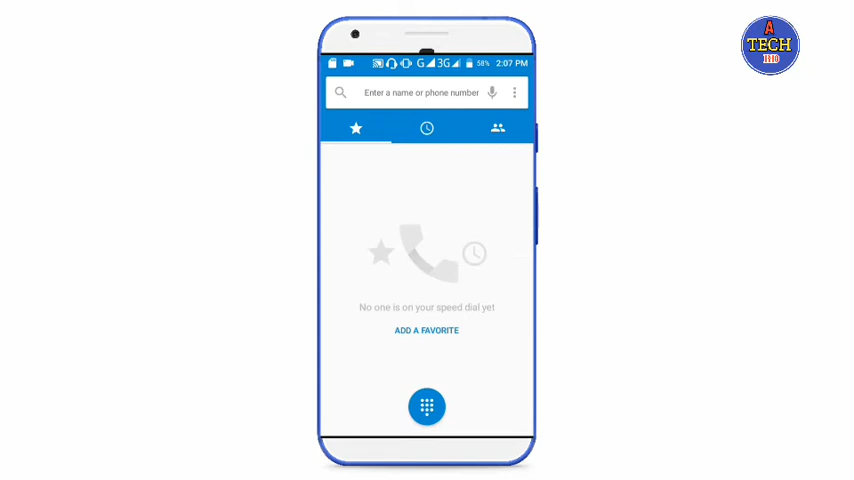 G 3G 58% 2:07 PM
A
TECH
Enter a name or phone number
No one is on your speed dial yet
ADD A FAVORITE